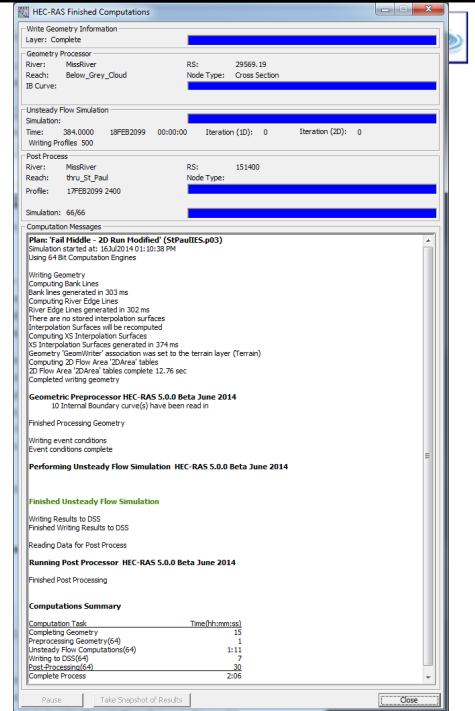 HEC-RAS Finished Computations
Write Geometry Information
Layer: Complete
Geometry Processor
River: MissRiver RS: 29569.19
Reach: Below_Grey_Cloud Node Type: Cross Section
IB Curve:
Unsteady Flow Simulation
Simulation:
Time: 384.0000 18FEB2099 00:00:00 Iteration (1D): 0 Iteration (2D): 0
Writing Profiles 500
Post Process
River: MissRiver RS: 151400
Reach: thru_St_Paul Node Type:
Profile: 17FEB2099 2400
Simulation: 66/66
Computation Messages
Plan: 'Fail Middle - 2D Run Modified' (StPaulIES.p03)
Simulation started at: 16Jul2014 01:10:38 PM
Using 64 Bit Computation Engines
Writing Geometry
Computing Bank Lines
Bank lines generated in 303 ms
Computing River Edge Lines
River Edge Lines generated in 302 ms
There are no stored interpolation surfaces
Interpolation Surfaces will be recomputed
Computing XS Interpolation Surfaces
XS Interpolation Surfaces generated in 374 ms
Geometry 'GeomWriter' association was set to the terrain layer (Terrain)
Computing 2D Flow Area '2DArea' tables
2D Flow Area '2DArea' tables complete 12.76 sec
Completed writing geometry
Geometric Preprocessor HEC-RAS 5.0.0 Beta June 2014
10 Internal Boundary curve(s) have been read in
Finished Processing Geometry
Writing event conditions
Event conditions complete
Performing Unsteady Flow Simulation HEC-RAS 5.0.0 Beta June 2014
Finished Unsteady Flow Simulation
Writing Results to DSS
Finished Writing Results to DSS
Reading Data for Post Process
Running Post Processor HEC-RAS 5.0.0 Beta June 2014
Finished Post Processing
Computations Summary
Computation Task Time(hh:mm:ss)
Completing Geometry 15
Preprocessing Geometry(64) 1
Unsteady Flow Computations(64) 1:11
Writing to DSS(64) 7
Post-Processing(64) 30
Complete Process 2:06
Pause Take Snapshot of Results Close